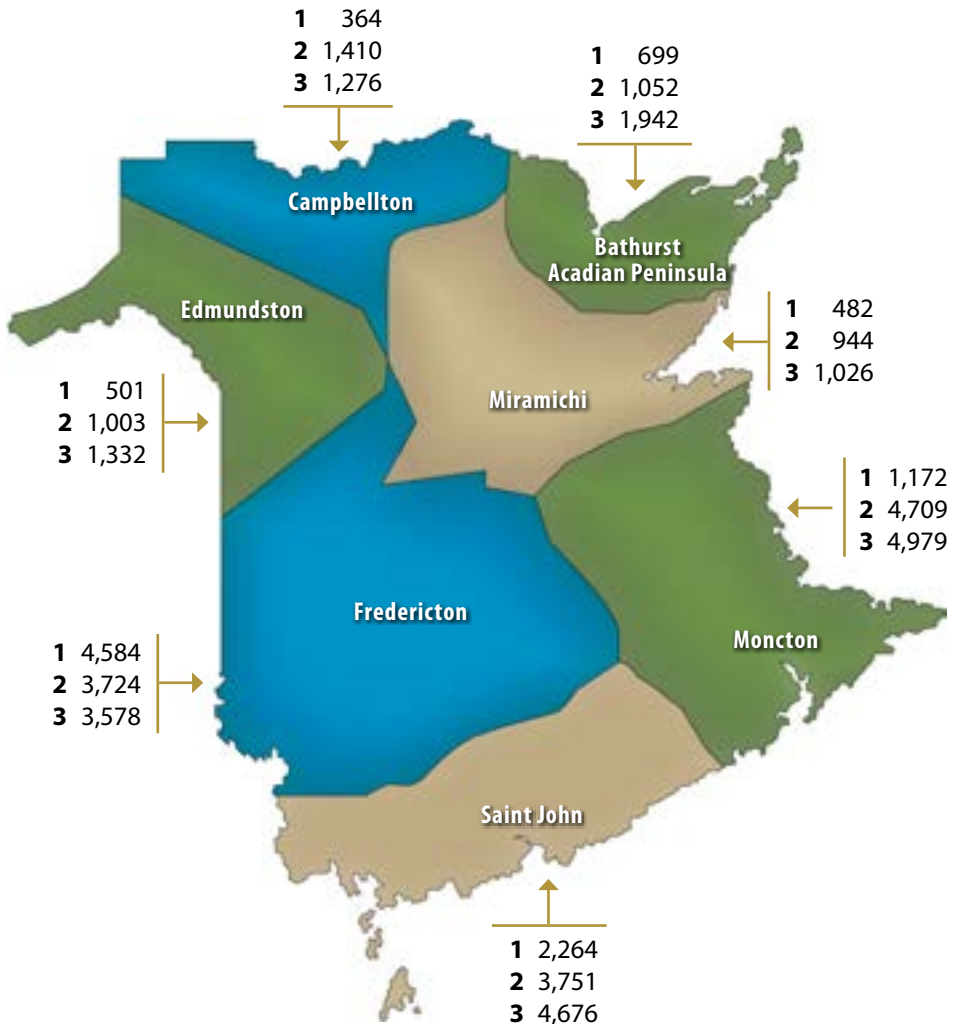 1 364
2 1,410
3 1,276
1 699
2 1,052
3 1,942
Campbellton
Bathurst
Acadian Peninsula
Edmundston
1 482
2 944
3 1,026
1 501
2 1,003
3 1,332
Miramichi
1 1,172
2 4,709
3 4,979
Fredericton
Moncton
1 4,584
2 3,724
3 3,578
Saint John
1 2,264
2 3,751
3 4,676